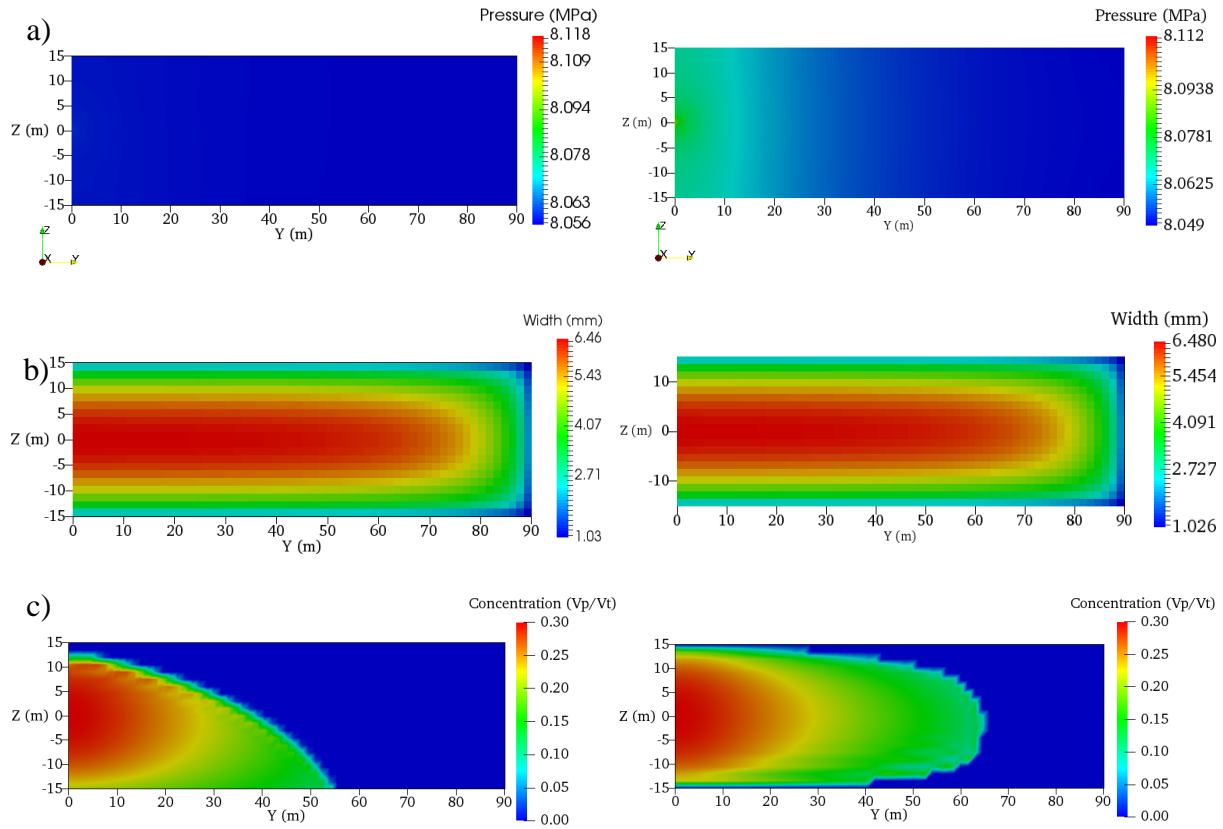 a)
Pressure (MPa)
8.118
8.109
8.094
8.078
8.063
8.056
15
10
5
Z (m) 0
-5
-10
-15
0 10 20 30 40 50 60 70 80 90
Y (m)
Z
X Y
Pressure (MPa)
8.112
8.0938
8.0781
8.0625
8.049
15
10
5
Z (m) 0
-5
-10
-15
0 10 20 30 40 50 60 70 80 90
Y (m)
Z
X Y
b)
Width (mm)
6.46
5.43
4.07
2.71
1.03
15
10
5
Z (m) 0
-5
-10
-15
0 10 20 30 40 50 60 70 80 90
Y (m)
Width (mm)
6.480
5.454
4.091
2.727
1.026
10
Z (m) 0
-10
0 10 20 30 40 50 60 70 80 90
Y (m)
c)
Concentration (Vp/Vt)
0.30
0.25
0.20
0.15
0.10
0.05
0.00
15
10
5
Z (m) 0
-5
-10
-15
0 10 20 30 40 50 60 70 80 90
Y (m)
Concentration (Vp/Vt)
0.30
0.25
0.20
0.15
0.10
0.05
0.00
15
10
5
Z (m) 0
-5
-10
-15
0 10 20 30 40 50 60 70 80 90
Y (m)